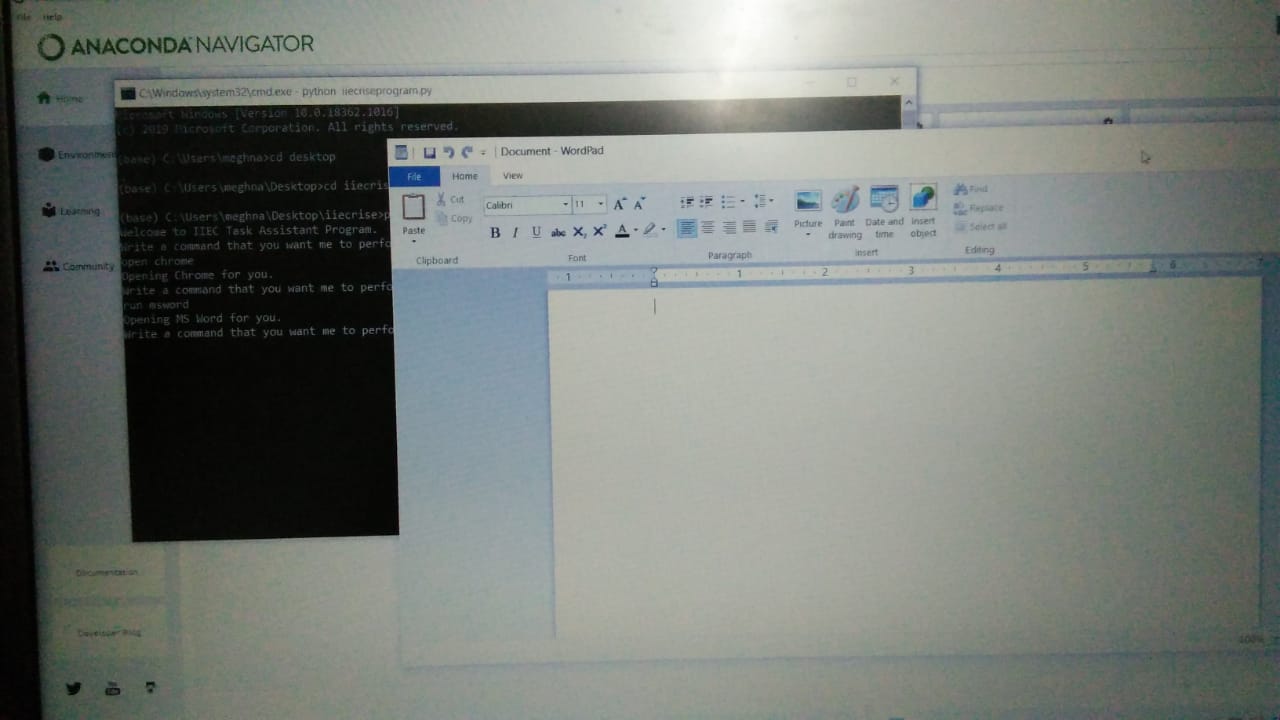 File Help
ANACONDA NAVIGATOR
Home
Environmen
Learning
Community
Documentation
Developer Blog
C:\Windows\system32\cmd.exe - python iiecriseprogram.py
Microsoft Windows [Version 10.0.18362.1016]
(c) 2019 Microsoft Corporation. All rights reserved.
(base) C:\Users\meghna>cd desktop
(base) C:\Users\meghna\Desktop>cd iiecris
(base) C:\Users\meghna\Desktop\iiecrise>p
Welcome to IIEC Task Assistant Program.
Write a command that you want me to perfo
open chrome
Opening Chrome for you.
Write a command that you want me to perfo
run msword
Opening MS Word for you.
Write a command that you want me to perfo
Document - WordPad
File Home View
Paste
Cut
Copy
Clipboard
Calibri 11
B I U abc X₂ X² A
Font
Paragraph
Picture
Paint drawing
Date and time
Insert object
Insert
Find
Replace
Select all
Editing
1 1 2 3 4 5 6 7
100%